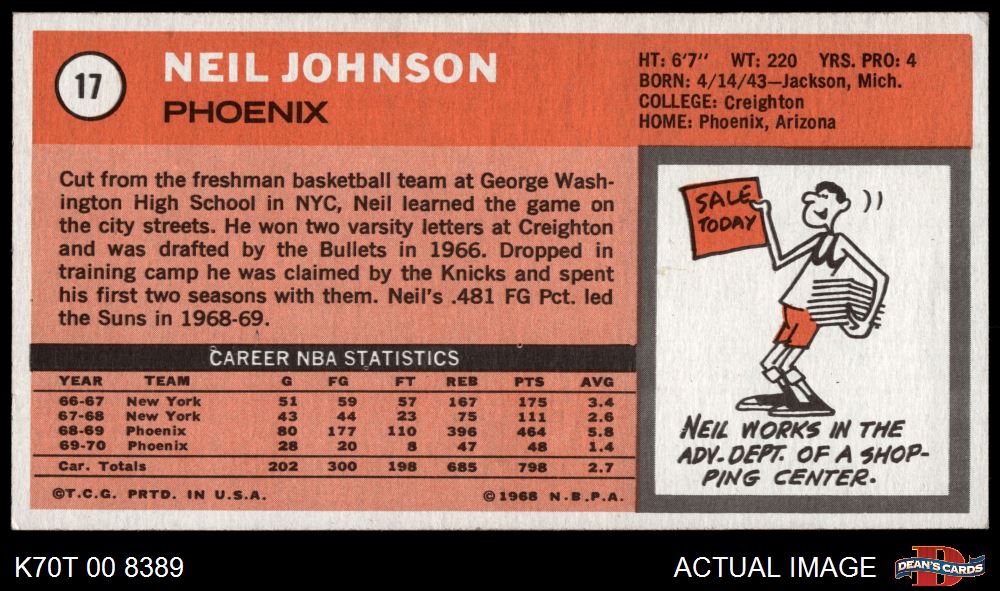 17
NEIL JOHNSON
PHOENIX
HT: 6'7" WT: 220 YRS. PRO: 4
BORN: 4/14/43—Jackson, Mich.
COLLEGE: Creighton
HOME: Phoenix, Arizona
Cut from the freshman basketball team at George Wash-
ington High School in NYC, Neil learned the game on
the city streets. He won two varsity letters at Creighton
and was drafted by the Bullets in 1966. Dropped in
training camp he was claimed by the Knicks and spent
his first two seasons with them. Neil's .481 FG Pct. led
the Suns in 1968-69.
CAREER NBA STATISTICS
YEAR TEAM G FG FT REB PTS AVG
66-67 New York 51 59 57 167 175 3.4
67-68 New York 43 44 23 75 111 2.6
68-69 Phoenix 80 177 110 396 464 5.8
69-70 Phoenix 28 20 8 47 48 1.4
Car. Totals 202 300 198 685 798 2.7
©T.C.G. PRTD. IN U.S.A. ©1968 N.B.P.A.
SALE
TODAY
NEIL WORKS IN THE
ADV. DEPT. OF A SHOP-
PING CENTER.
K70T 00 8389
ACTUAL IMAGE
D
DEAN'S CARDS